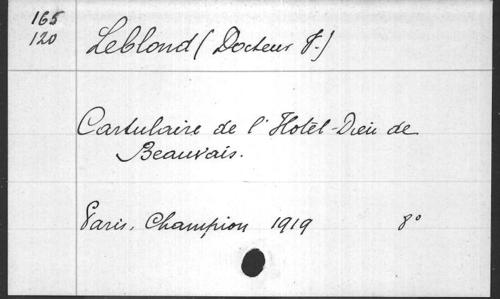 165
120
Leblond (Docteur V.)
Cartulaire de l'Hotel-Dieu de
Beauvais.
Paris, Champion 1919 8°